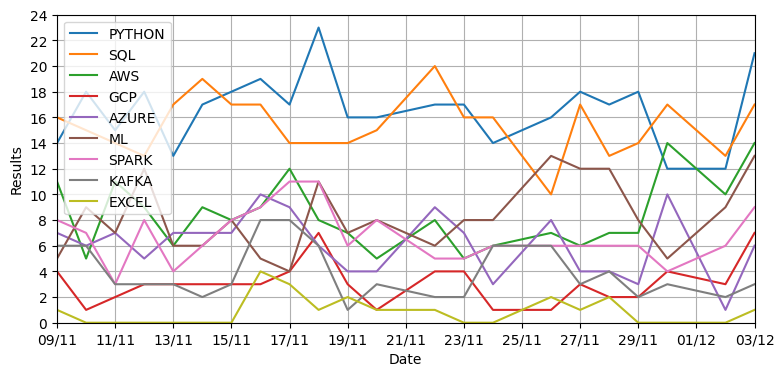 24
22
20
18
16
14
12
10
8
6
4
2
0
Results
PYTHON
SQL
AWS
GCP
AZURE
ML
SPARK
KAFKA
EXCEL
09/11 11/11 13/11 15/11 17/11 19/11 21/11 23/11 25/11 27/11 29/11 01/12 03/12
Date